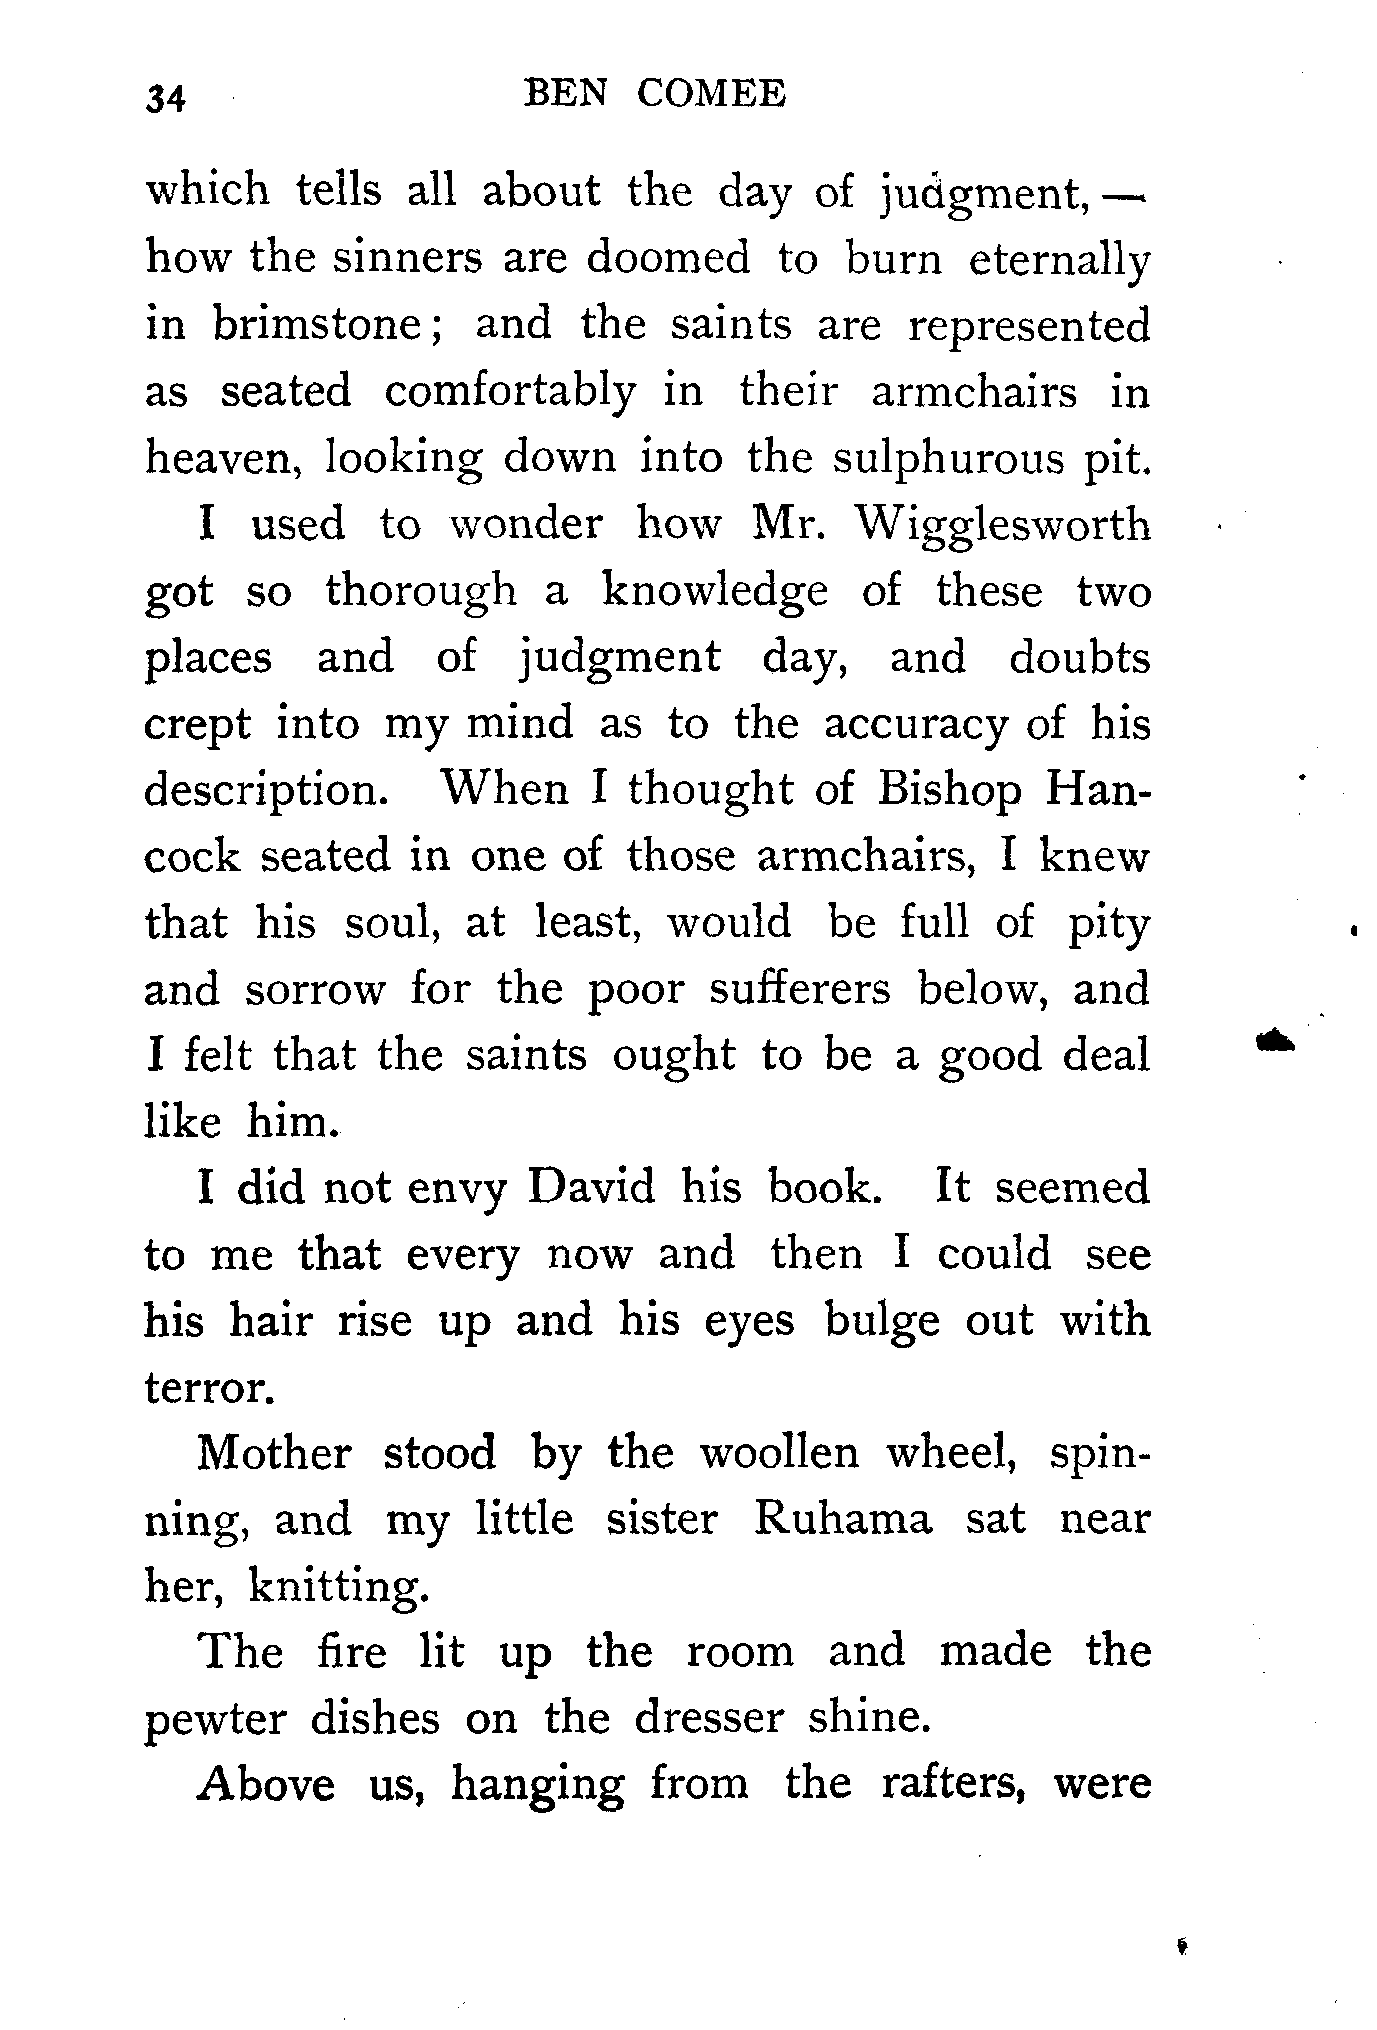 34 BEN COMEE
which tells all about the day of judgment, —
how the sinners are doomed to burn eternally
in brimstone; and the saints are represented
as seated comfortably in their armchairs in
heaven, looking down into the sulphurous pit.
I used to wonder how Mr. Wigglesworth
got so thorough a knowledge of these two
places and of judgment day, and doubts
crept into my mind as to the accuracy of his
description. When I thought of Bishop Han-
cock seated in one of those armchairs, I knew
that his soul, at least, would be full of pity
and sorrow for the poor sufferers below, and
I felt that the saints ought to be a good deal
like him.
I did not envy David his book. It seemed
to me that every now and then I could see
his hair rise up and his eyes bulge out with
terror.
Mother stood by the woollen wheel, spin-
ning, and my little sister Ruhama sat near
her, knitting.
The fire lit up the room and made the
pewter dishes on the dresser shine.
Above us, hanging from the rafters, were